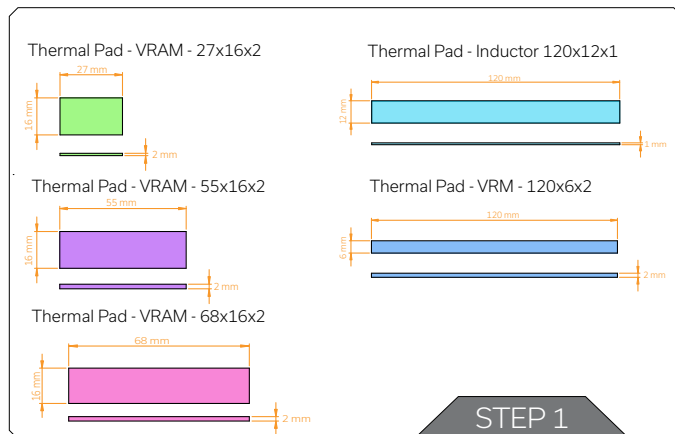 Thermal Pad - VRAM - 27x16x2
27 mm
16 mm
2 mm
Thermal Pad - VRAM - 55x16x2
55 mm
16 mm
2 mm
Thermal Pad - VRAM - 68x16x2
68 mm
16 mm
2 mm
Thermal Pad - Inductor 120x12x1
120 mm
12 mm
1 mm
Thermal Pad - VRM - 120x6x2
120 mm
6 mm
2 mm
STEP 1